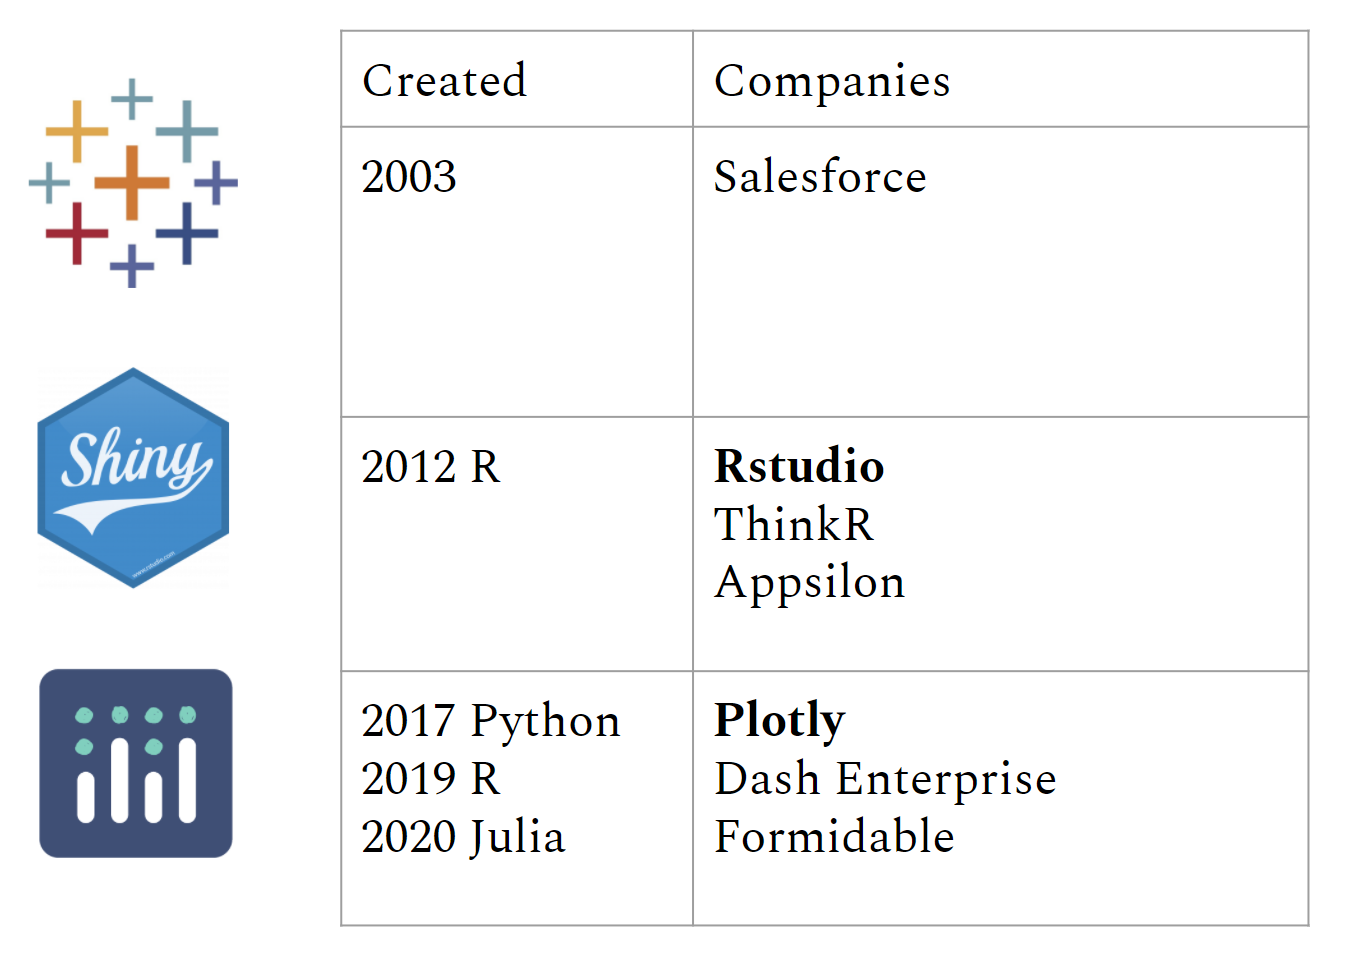 Created
Companies
2003
Salesforce
Shiny
www.rstudio.com
2012 R
Rstudio
ThinkR
Appsilon
2017 Python
2019 R
2020 Julia
Plotly
Dash Enterprise
Formidable